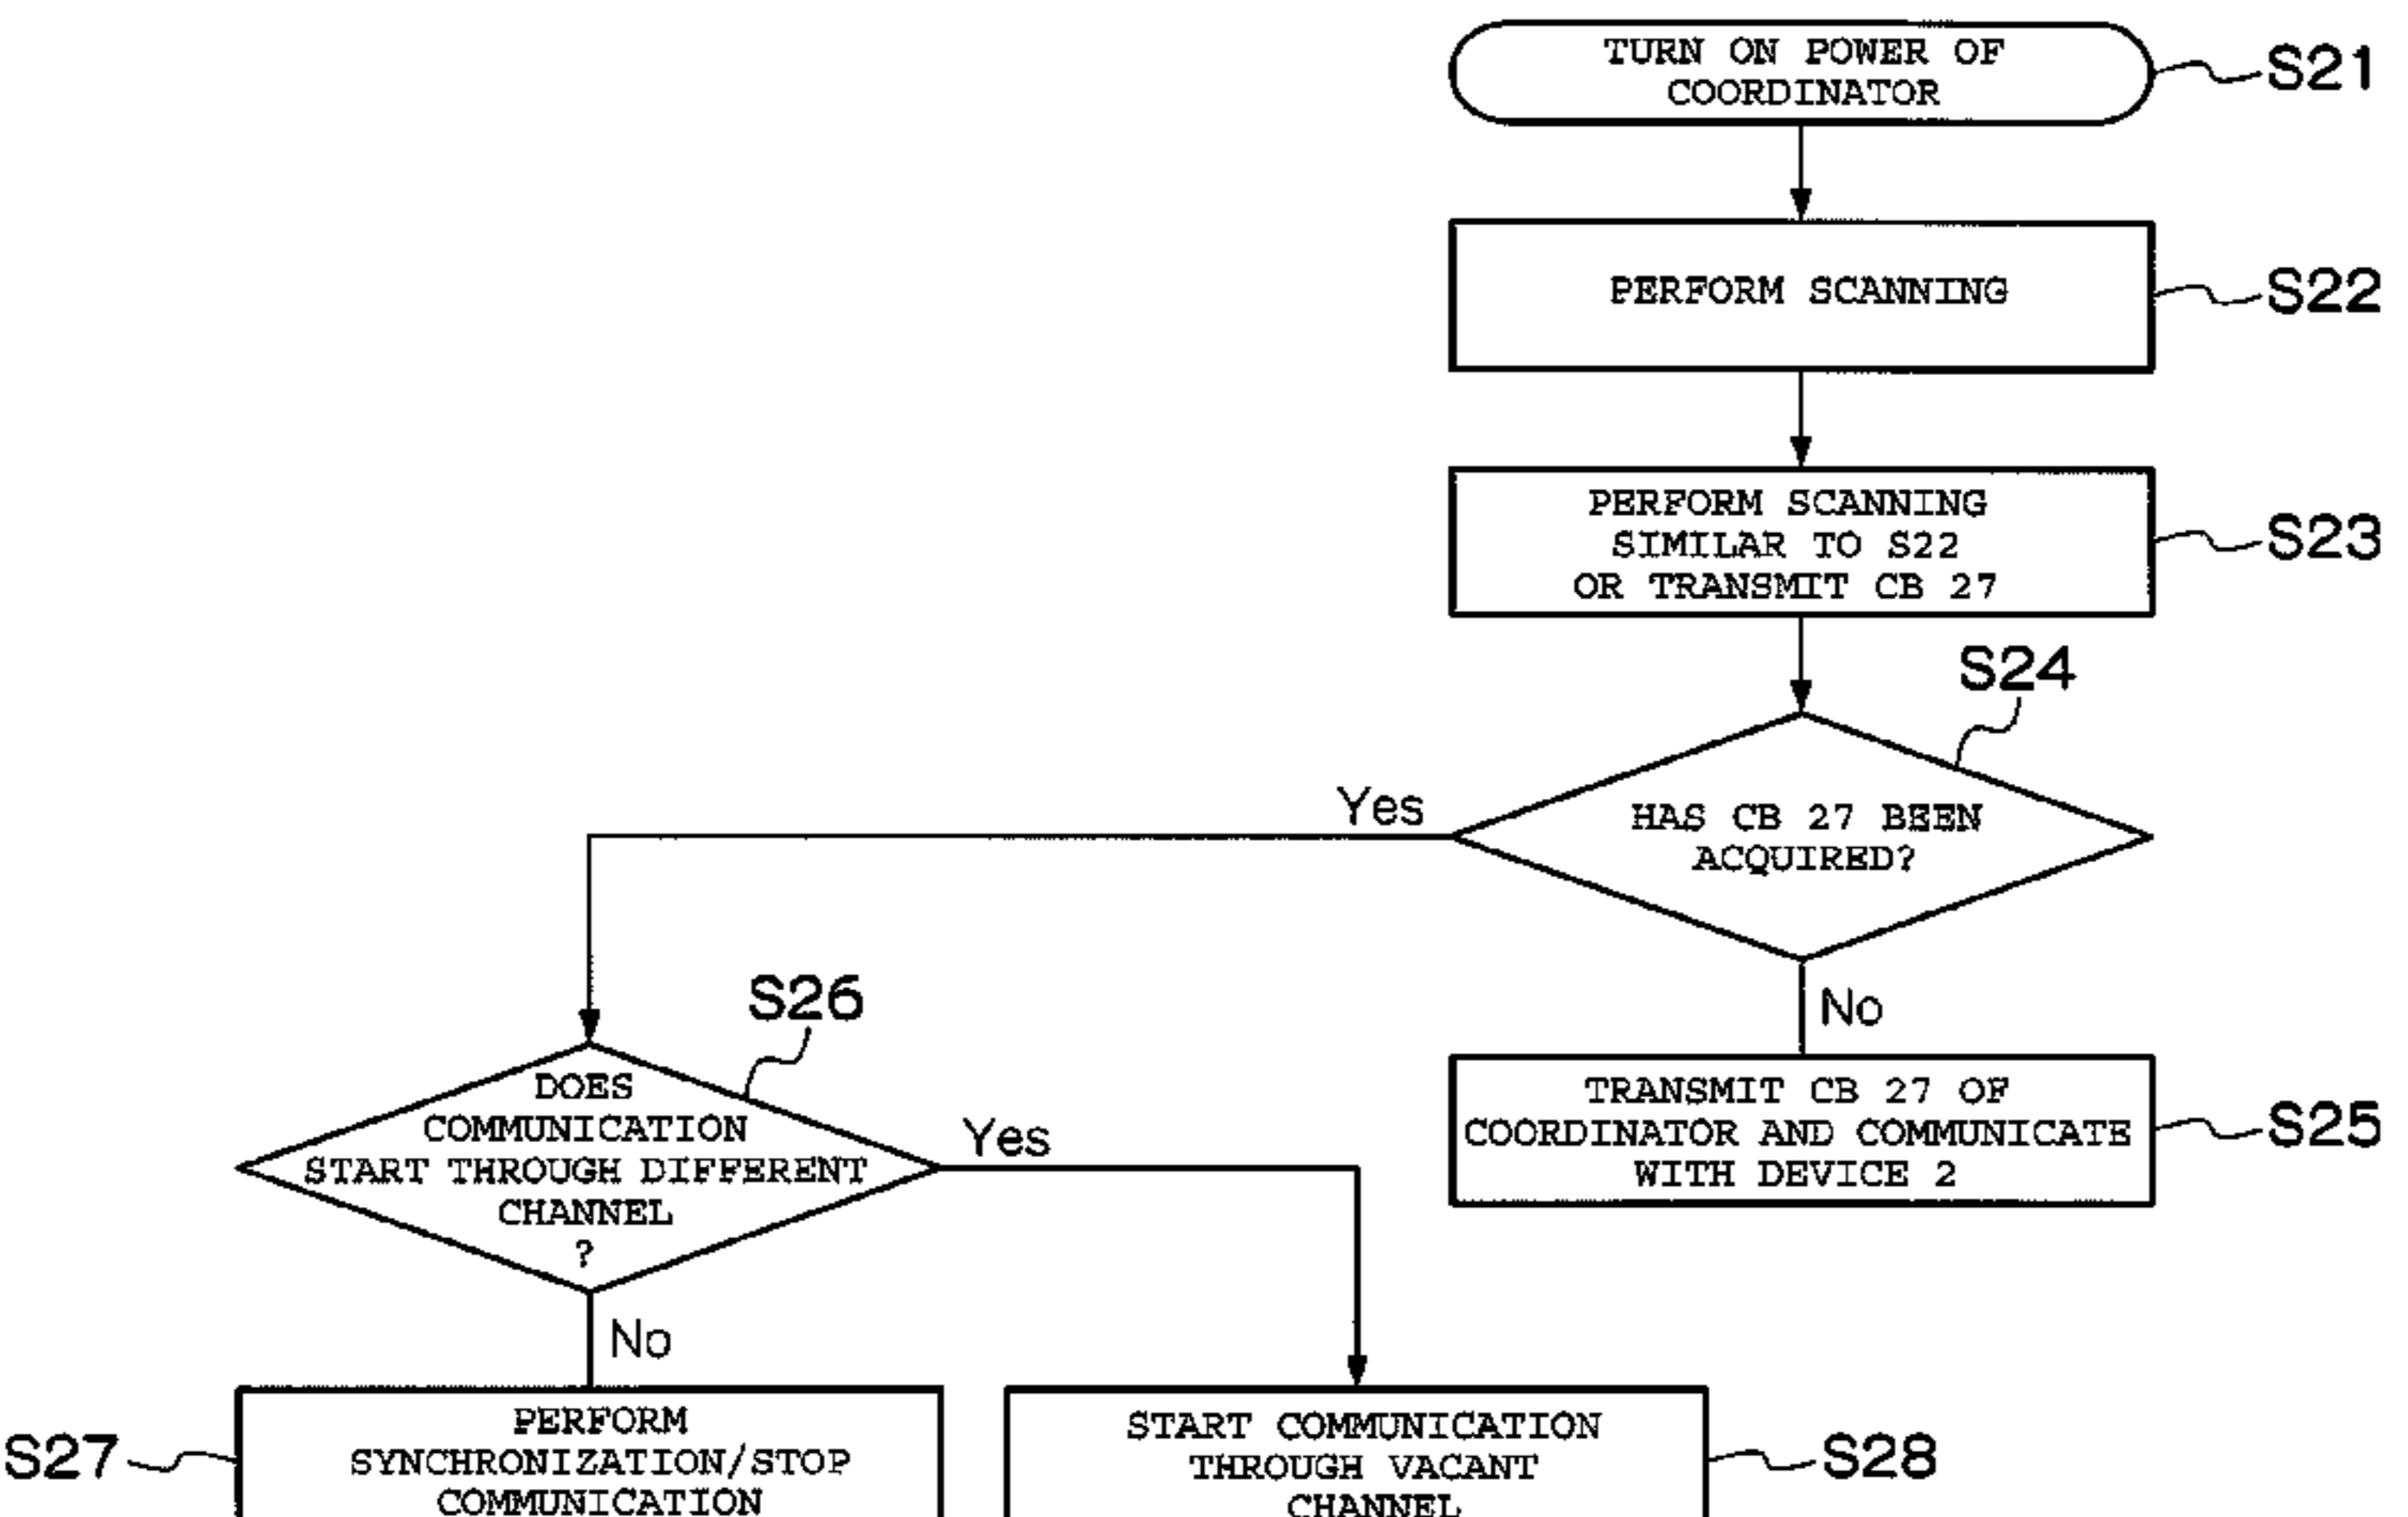 TURN ON POWER OF
COORDINATOR
S21
PERFORM SCANNING
S22
PERFORM SCANNING
SIMILAR TO S22
OR TRANSMIT CB 27
S23
S24
HAS CB 27 BEEN
ACQUIRED?
Yes
No
S26
DOES
COMMUNICATION
START THROUGH DIFFERENT
CHANNEL
?
Yes
No
TRANSMIT CB 27 OF
COORDINATOR AND COMMUNICATE
WITH DEVICE 2
S25
S27
PERFORM
SYNCHRONIZATION/STOP
COMMUNICATION
START COMMUNICATION
THROUGH VACANT
CHANNEL
S28